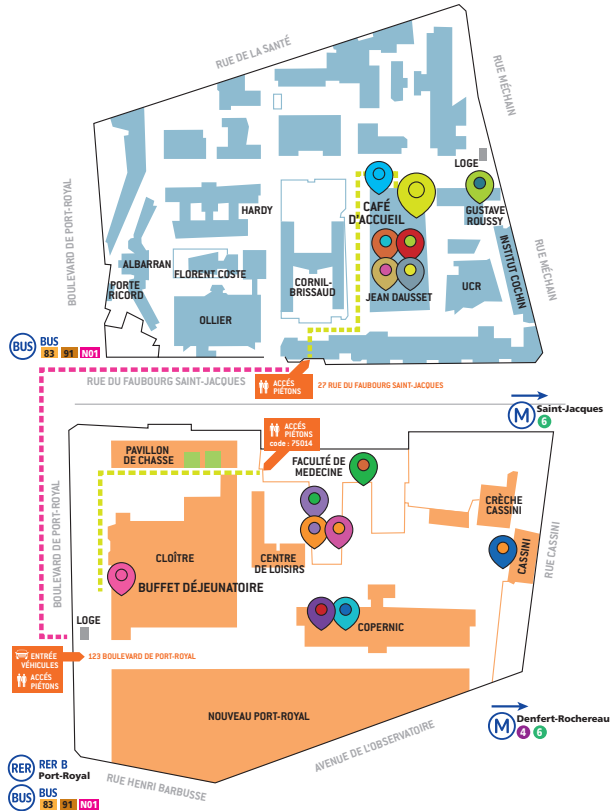 RUE DE LA SANTÉ
RUE MÉCHAIN
LOGE
CAFÉ
D'ACCUEIL
GUSTAVE
ROUSSY
HARDY
BOULEVARD DE PORT-ROYAL
INSTITUT COCHIN
RUE MÉCHAIN
ALBARRAN
FLORENT COSTE
PORTE
RICORD
CORNIL-
BRISSAUD
JEAN DAUSSET
UCR
OLLIER
BUS
BUS
83 91 N01
RUE DU FAUBOURG SAINT-JACQUES
ACCÉS
PIÉTONS
27 RUE DU FAUBOURG SAINT-JACQUES
M
Saint-Jacques
6
ACCÉS
PIÉTONS
code : 75014
PAVILLON
DE CHASSE
FACULTÉ DE
MEDECINE
CRÈCHE
CASSINI
BOULEVARD DE PORT-ROYAL
CLOÎTRE
CENTRE
DE LOISIRS
CASSINI
RUE CASSINI
BUFFET DÉJEUNATOIRE
LOGE
COPERNIC
ENTRÉE
VÉHICULES
ACCÉS
PIÉTONS
123 BOULEVARD DE PORT-ROYAL
NOUVEAU PORT-ROYAL
M
Denfert-Rochereau
4 6
AVENUE DE L'OBSERVATOIRE
RER
RER B
Port-Royal
RUE HENRI BARBUSSE
BUS
BUS
83 91 N01